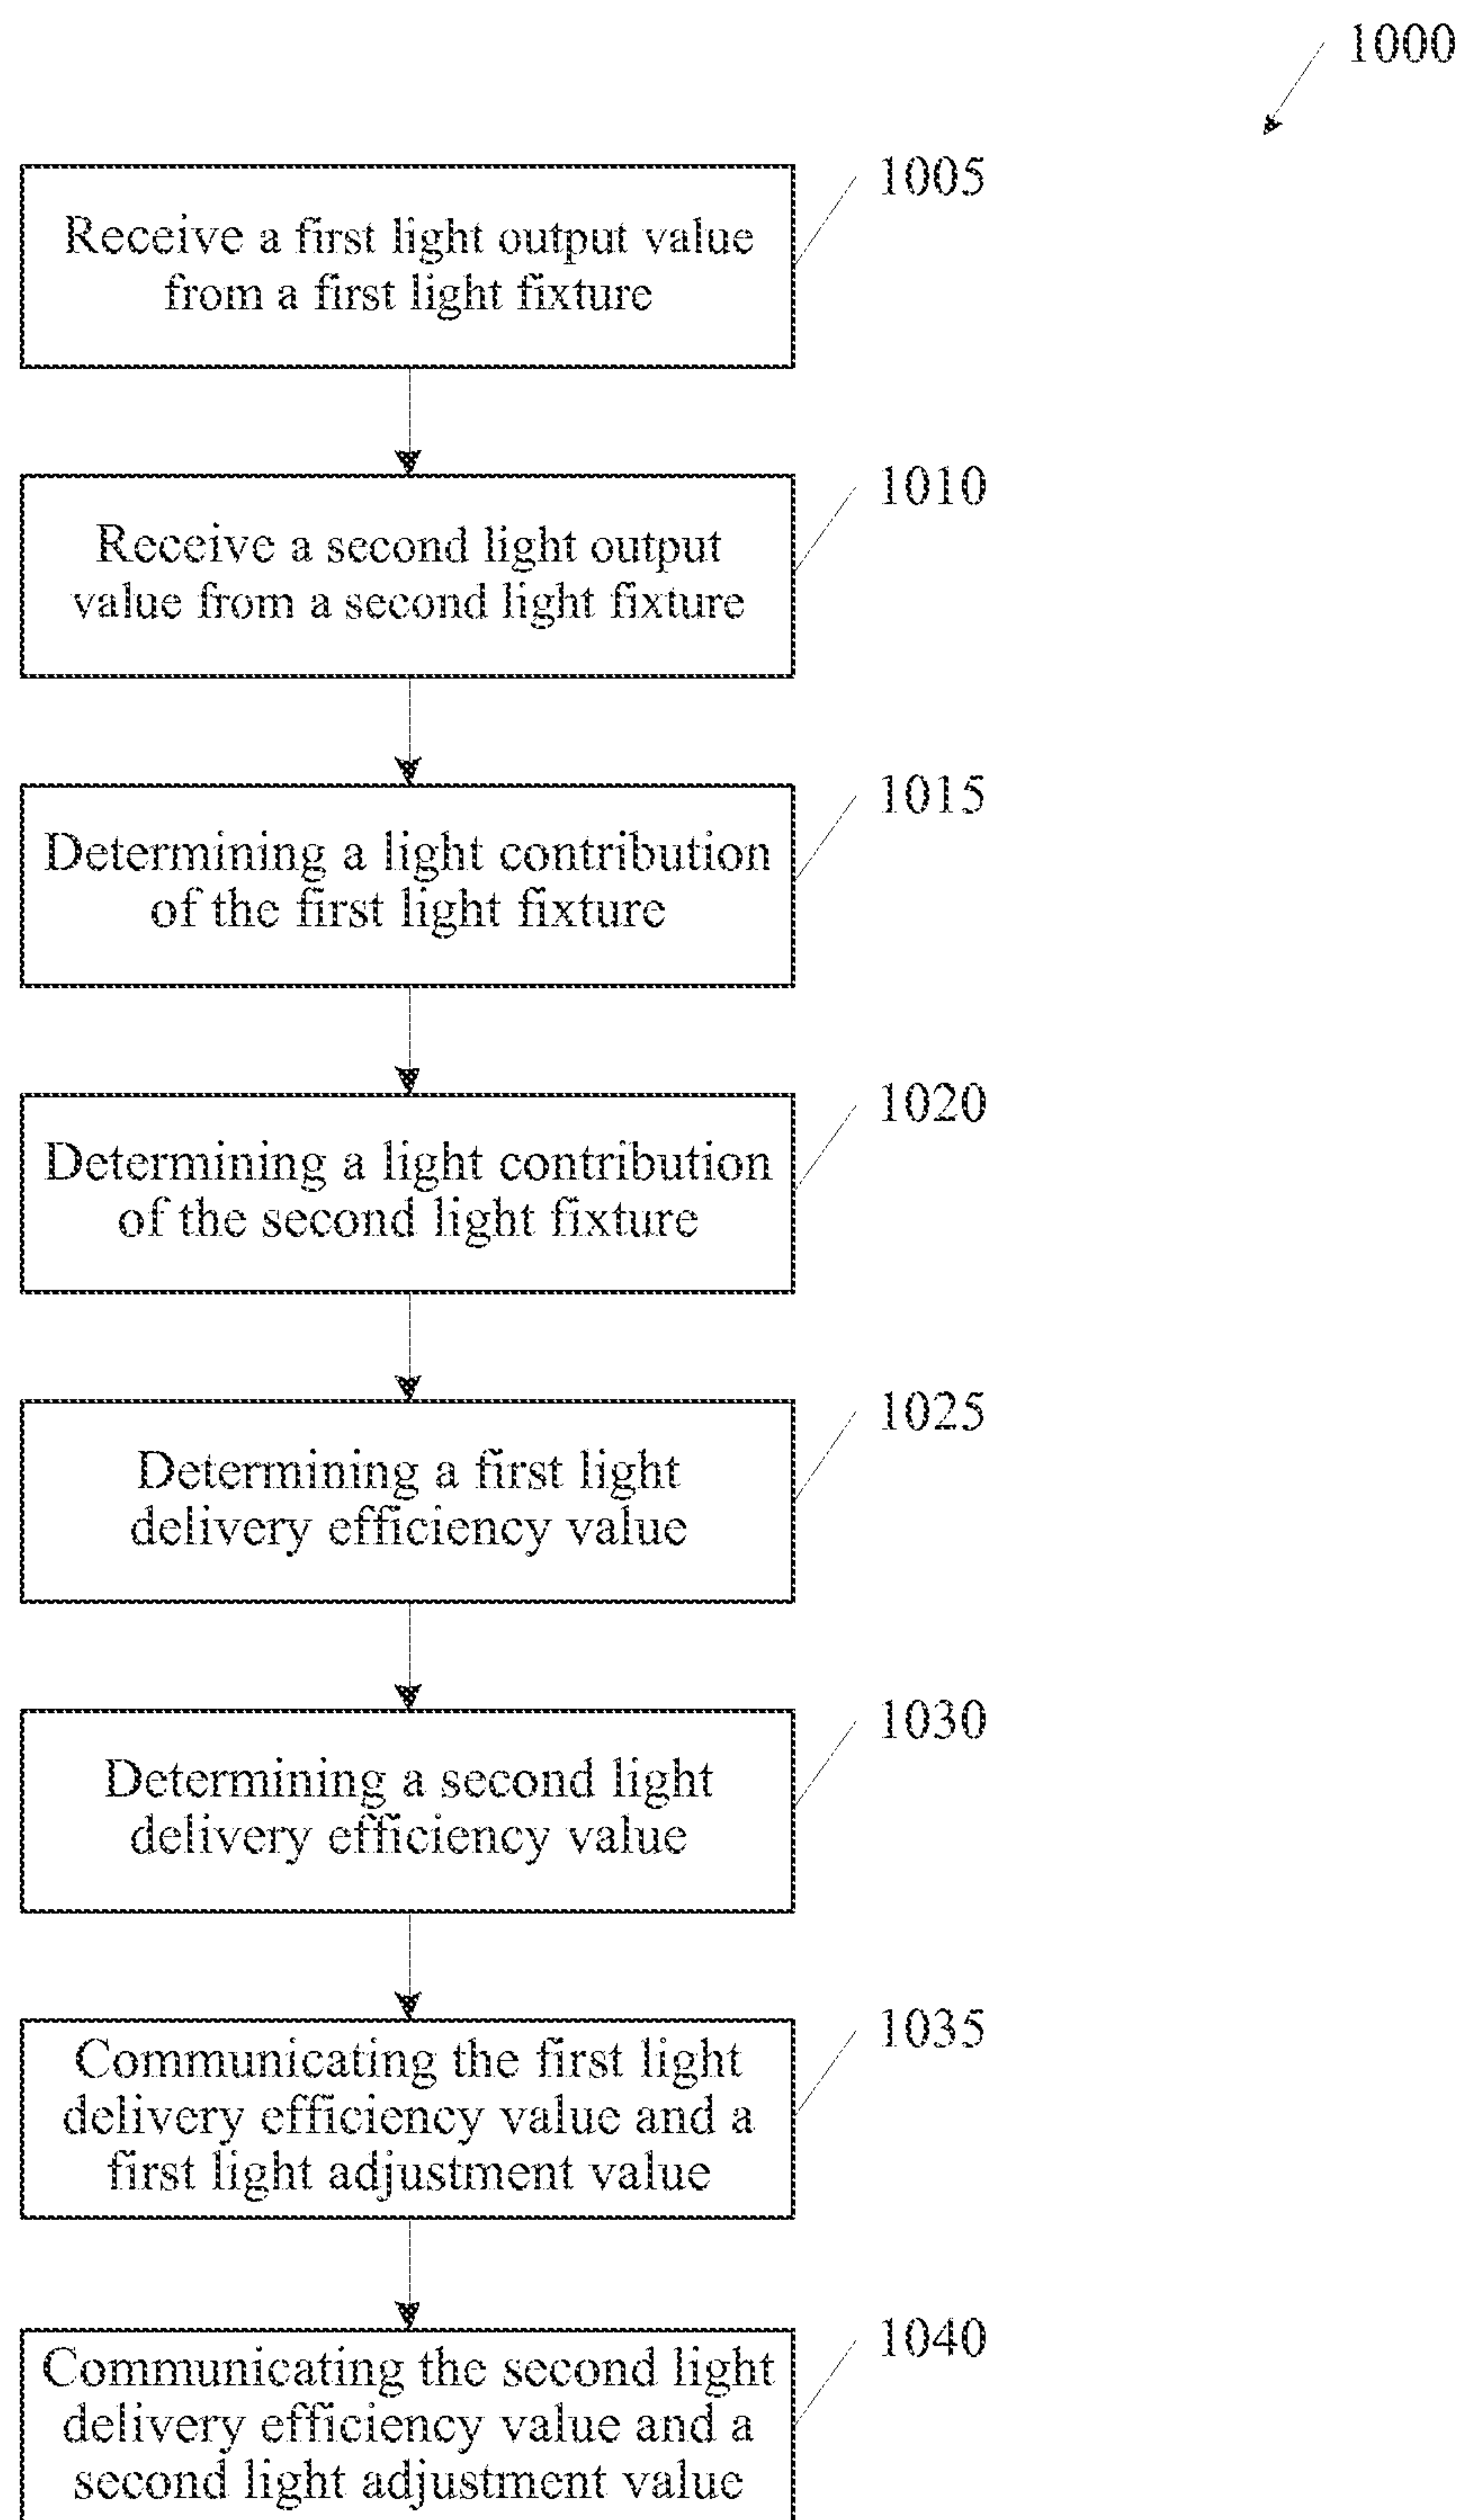 1000
1005
Receive a first light output value
from a first light fixture
1010
Receive a second light output
value from a second light fixture
1015
Determining a light contribution
of the first light fixture
1020
Determining a light contribution
of the second light fixture
1025
Determining a first light
delivery efficiency value
1030
Determining a second light
delivery efficiency value
1035
Communicating the first light
delivery efficiency value and a
first light adjustment value
1040
Communicating the second light
delivery efficiency value and a
second light adjustment value